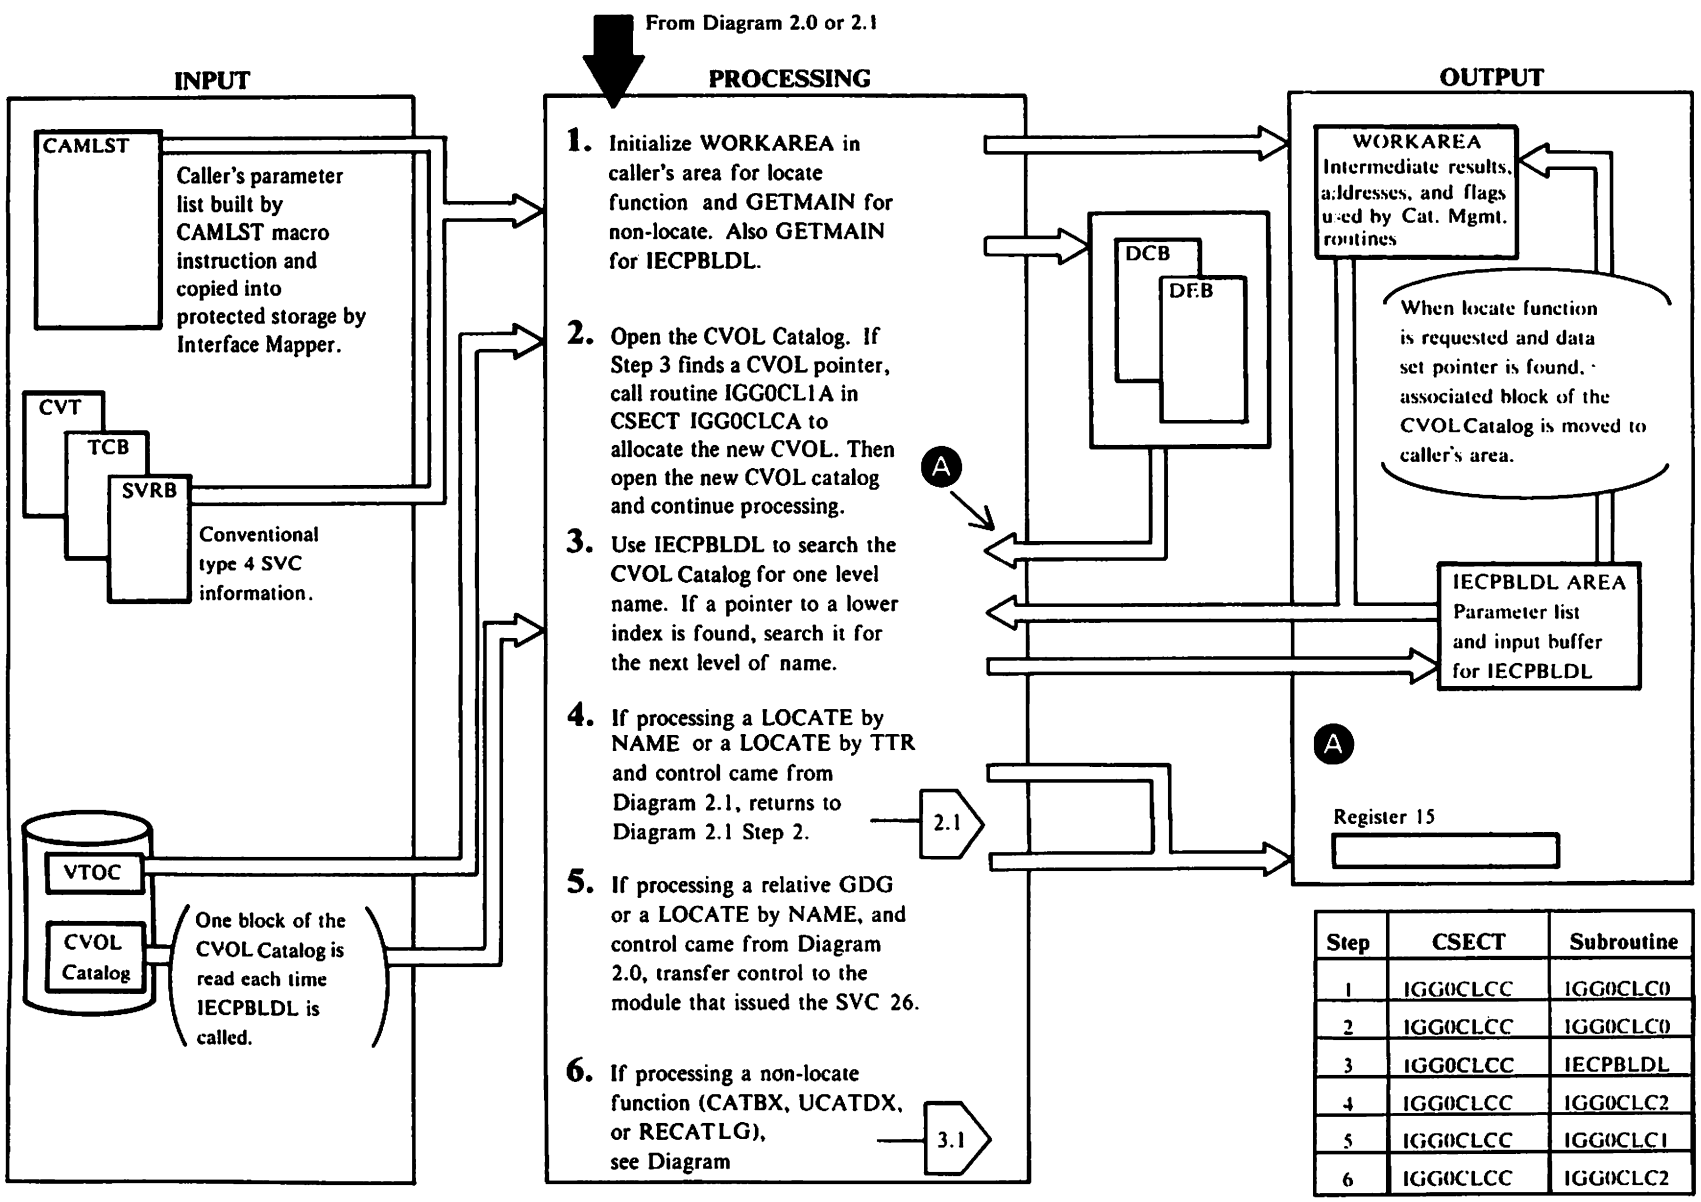 From Diagram 2.0 or 2.1
INPUT
PROCESSING
OUTPUT
CAMLST
Caller's parameter
list built by
CAMLST macro
instruction and
copied into
protected storage by
Interface Mapper.
CVT
TCB
SVRB
Conventional
type 4 SVC
information.
VTOC
CVOL
Catalog
One block of the
CVOL Catalog is
read each time
IECPBLDL is
called.
1. Initialize WORKAREA in
caller's area for locate
function and GETMAIN for
non-locate. Also GETMAIN
for IECPBLDL.
2. Open the CVOL Catalog. If
Step 3 finds a CVOL pointer,
call routine IGG0CL1A in
CSECT IGG0CLCA to
allocate the new CVOL. Then
open the new CVOL catalog
and continue processing.
3. Use IECPBLDL to search the
CVOL Catalog for one level
name. If a pointer to a lower
index is found, search it for
the next level of name.
4. If processing a LOCATE by
NAME or a LOCATE by TTR
and control came from
Diagram 2.1, returns to
Diagram 2.1 Step 2.
2.1
5. If processing a relative GDG
or a LOCATE by NAME, and
control came from Diagram
2.0, transfer control to the
module that issued the SVC 26.
6. If processing a non-locate
function (CATBX, UCATDX,
or RECATLG),
see Diagram
3.1
A
DCB
DEB
WORKAREA
Intermediate results,
addresses, and flags
used by Cat. Mgmt.
routines
When locate function
is requested and data
set pointer is found,
associated block of the
CVOL Catalog is moved to
caller's area.
IECPBLDL AREA
Parameter list
and input buffer
for IECPBLDL
A
Register 15
Step CSECT Subroutine
1 IGG0CLCC IGG0CLC0
2 IGG0CLCC IGG0CLC0
3 IGG0CLCC IECPBLDL
4 IGG0CLCC IGG0CLC2
5 IGG0CLCC IGG0CLC1
6 IGG0CLCC IGG0CLC2